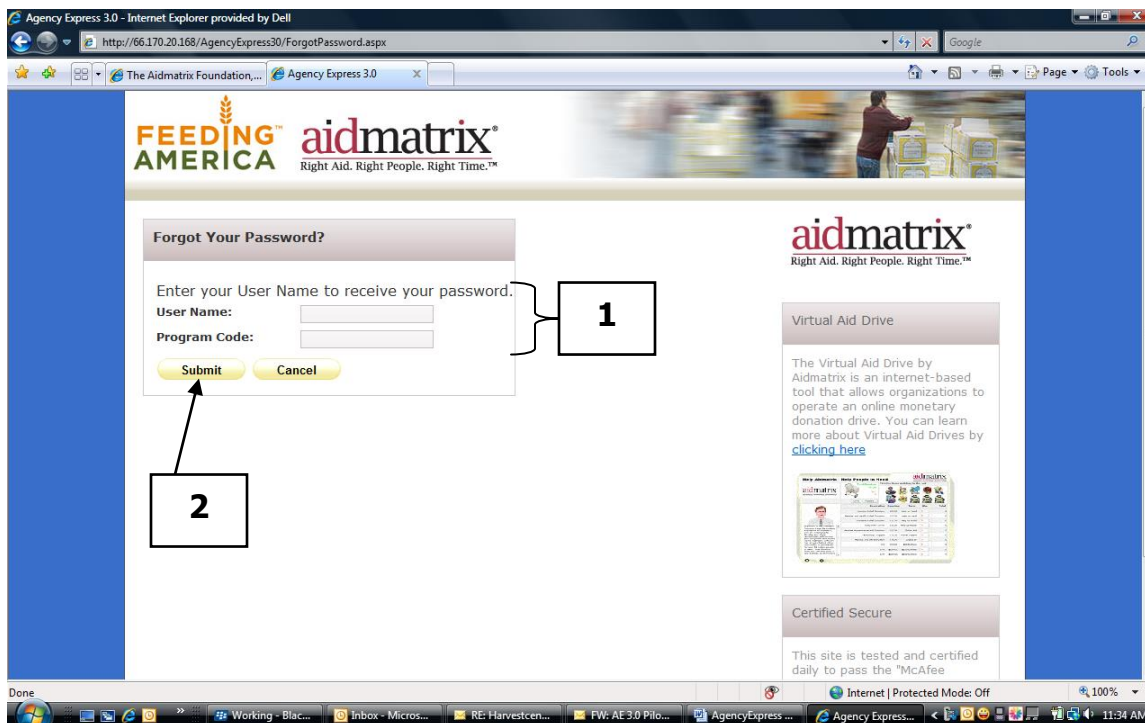 Agency Express 3.0 - Internet Explorer provided by Dell
http://66.170.20.168/AgencyExpress30/ForgotPassword.aspx
Google
The Aidmatrix Foundation,...
Agency Express 3.0
Page
Tools
FEEDING™
AMERICA
aidmatrix®
Right Aid. Right People. Right Time.™
Forgot Your Password?
Enter your User Name to receive your password.
User Name:
Program Code:
Submit
Cancel
1
2
aidmatrix®
Right Aid. Right People. Right Time.™
Virtual Aid Drive
The Virtual Aid Drive by
Aidmatrix is an internet-based
tool that allows organizations to
operate an online monetary
donation drive. You can learn
more about Virtual Aid Drives by
clicking here
aidmatrix
Certified Secure
This site is tested and certified
daily to pass the "McAfee
Done
Internet | Protected Mode: Off
100%
Working - Blac...
Inbox - Micros...
RE: Harvestcen...
FW: AE 3.0 Pilo...
AgencyExpress ...
Agency Express...
11:34 AM